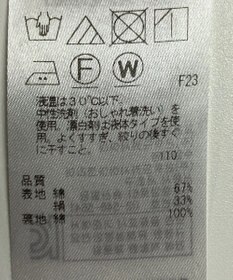 F
W
F23
液温は30℃以下、
中性洗剤（おしゃれ着洗い）を
使用。漂白剤は液体タイプを使
用。よくすすぎ、絞りの後すぐ
に干すこと。
110
品質
表地 綿 67%
絹 33%
裏地 綿 100%